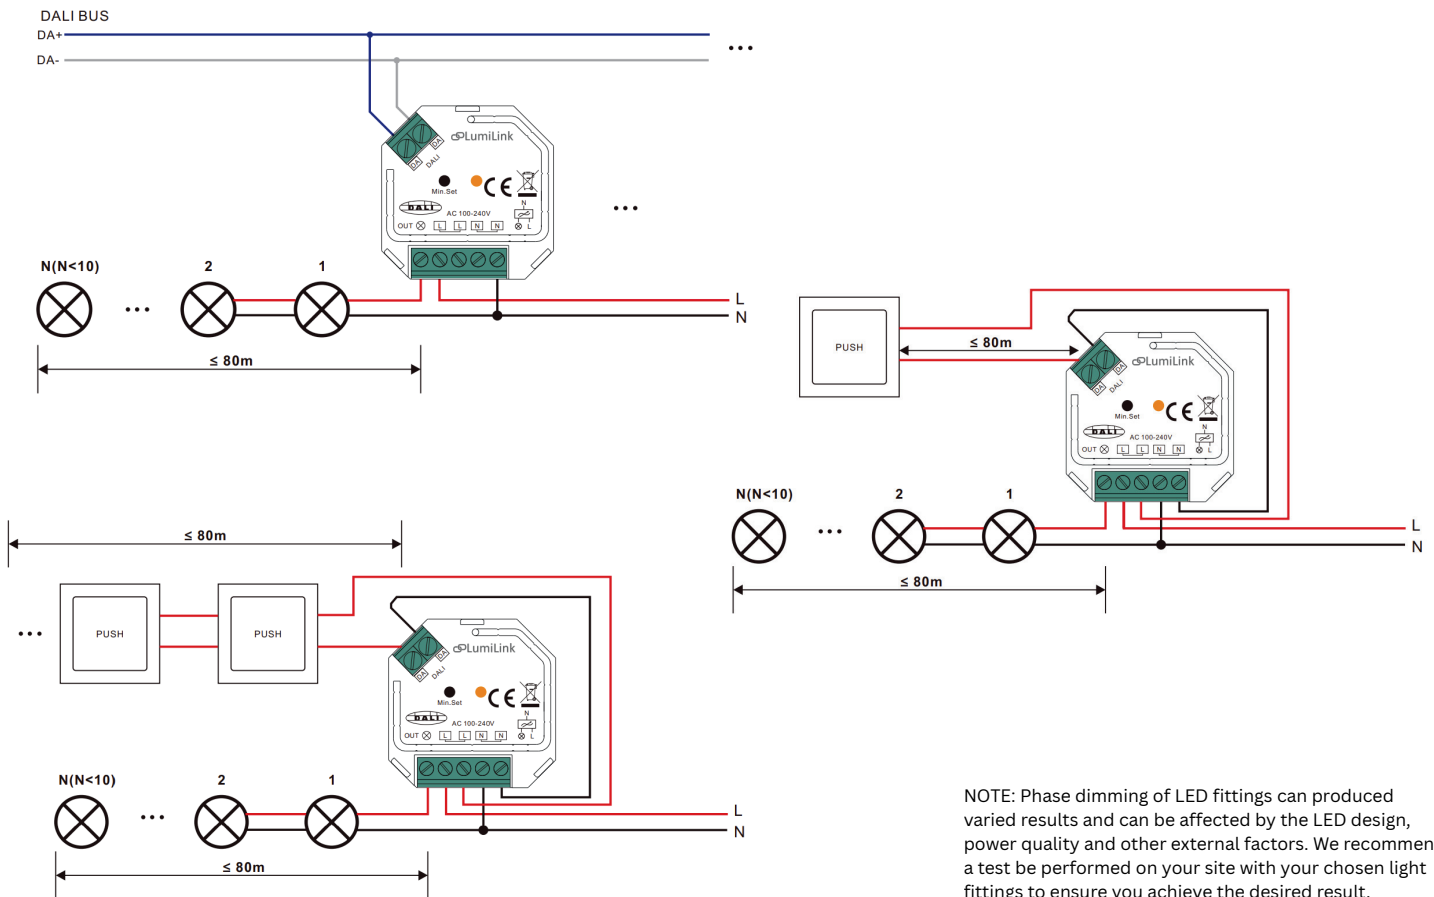 DALI BUS
DA+
DA-
DA
DA
DALI
LumiLink
Min.Set
CE
DALI
AC 100-240V
N
OUT L L N N L
N(N<10) 2 1
L
N
≤ 80m
PUSH
≤ 80m
DA
DA
DALI
LumiLink
Min.Set
CE
DALI
AC 100-240V
N
OUT L L N N L
N(N<10) 2 1
L
N
≤ 80m
≤ 80m
PUSH PUSH
DA
DA
DALI
LumiLink
Min.Set
CE
DALI
AC 100-240V
N
OUT L L N N L
N(N<10) 2 1
L
N
≤ 80m
NOTE: Phase dimming of LED fittings can produced
varied results and can be affected by the LED design,
power quality and other external factors. We recommen
a test be performed on your site with your chosen light
fittings to ensure you achieve the desired result.